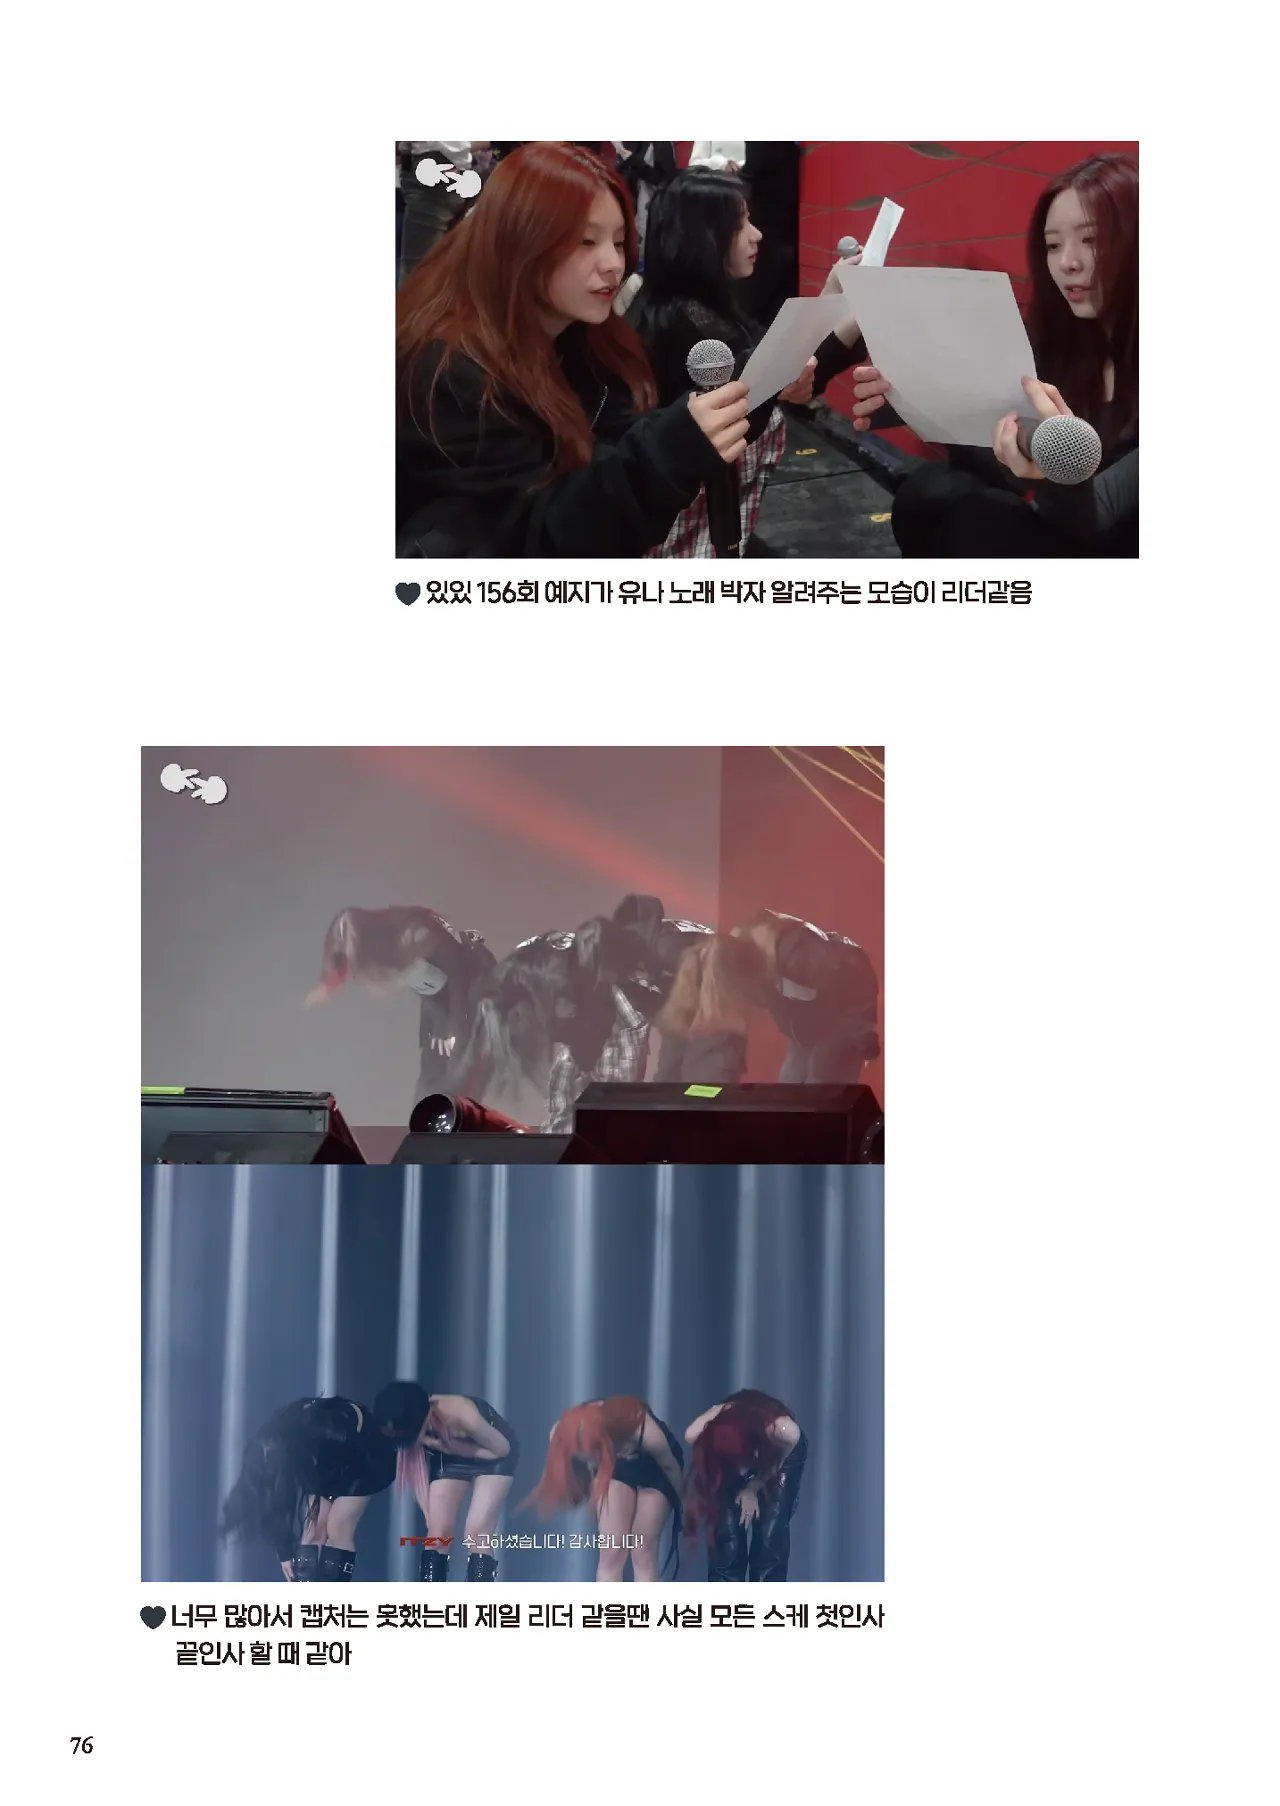 있잇 156회 예지가 유나 노래 박자 알려주는 모습이 리더같음
ITZY 수고하셨습니다! 감사합니다!
너무 많아서 캡처는 못했는데 제일 리더 같을땐 사실 모든 스케 첫인사
끝인사 할 때 같아
76